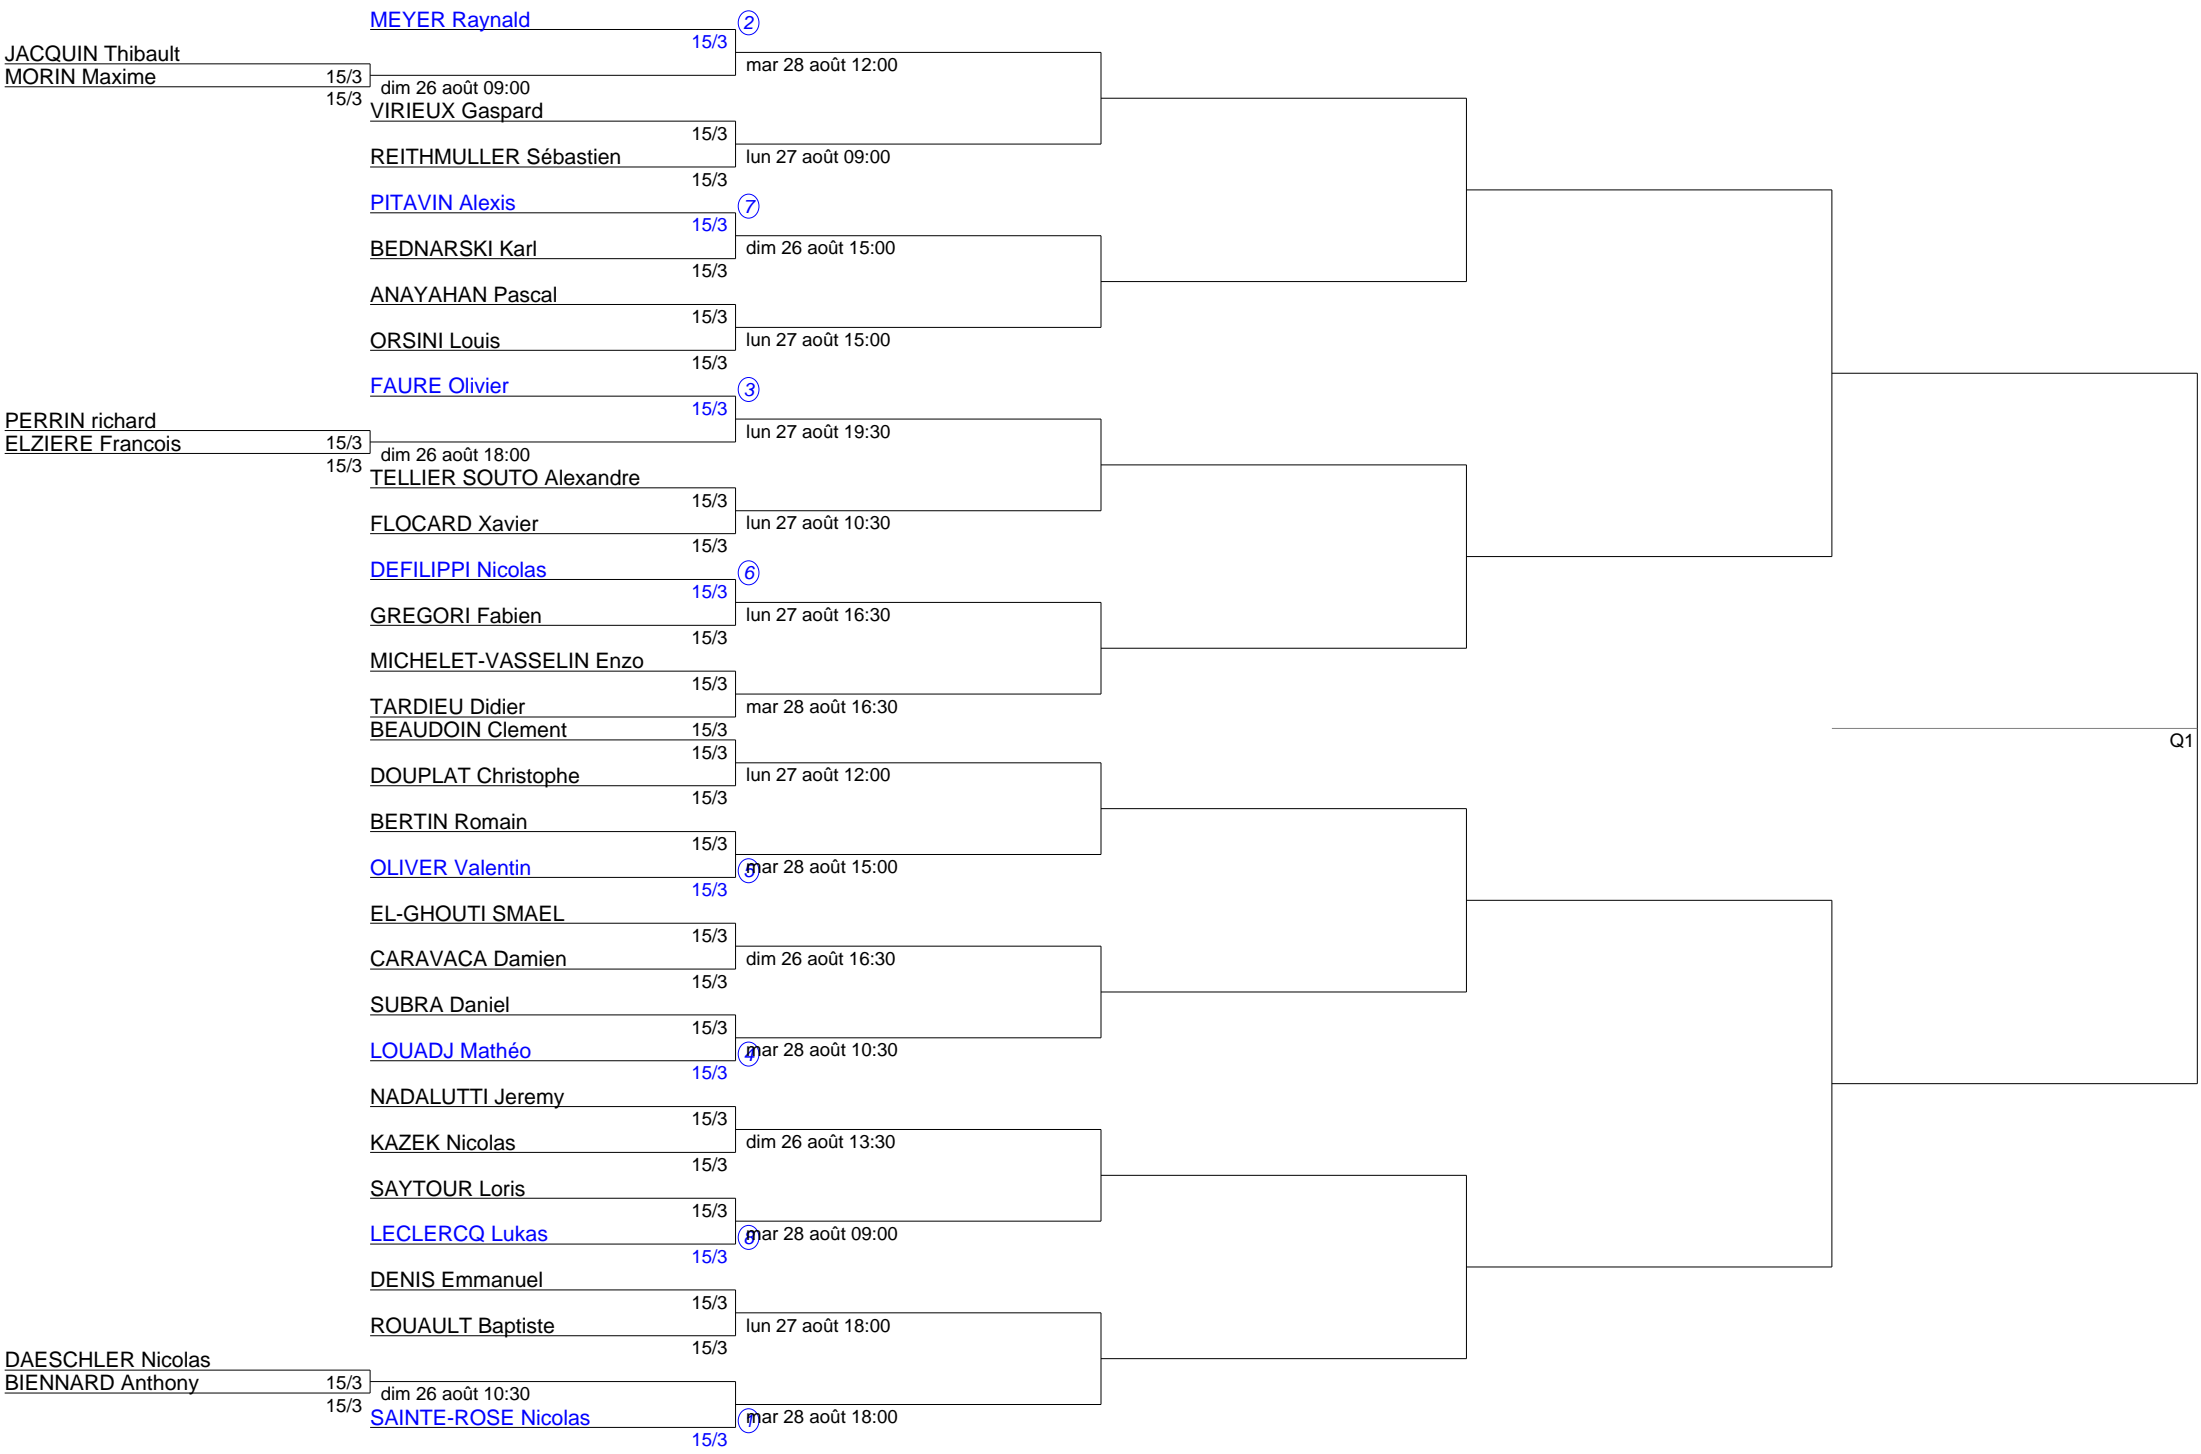 MEYER Raynald ②
15/3
JACQUIN Thibault
mar 28 août 12:00
MORIN Maxime 15/3
dim 26 août 09:00
15/3
VIRIEUX Gaspard
15/3
REITHMULLER Sébastien lun 27 août 09:00
15/3
PITAVIN Alexis ⑦
15/3
BEDNARSKI Karl dim 26 août 15:00
15/3
ANAYAHAN Pascal
15/3
ORSINI Louis lun 27 août 15:00
15/3
FAURE Olivier ③
15/3
PERRIN richard
lun 27 août 19:30
ELZIERE Francois 15/3
dim 26 août 18:00
15/3
TELLIER SOUTO Alexandre
15/3
FLOCARD Xavier lun 27 août 10:30
15/3
DEFILIPPI Nicolas ⑥
15/3
GREGORI Fabien lun 27 août 16:30
15/3
MICHELET-VASSELIN Enzo
15/3
TARDIEU Didier mar 28 août 16:30
15/3
BEAUDOIN Clement
Q1
15/3
DOUPLAT Christophe lun 27 août 12:00
15/3
BERTIN Romain
15/3
OLIVER Valentin ⑤ mar 28 août 15:00
15/3
EL-GHOUTI SMAEL
15/3
CARAVACA Damien dim 26 août 16:30
15/3
SUBRA Daniel
15/3
LOUADJ Mathéo ④ mar 28 août 10:30
15/3
NADALUTTI Jeremy
15/3
KAZEK Nicolas dim 26 août 13:30
15/3
SAYTOUR Loris
15/3
LECLERCQ Lukas ⑧ mar 28 août 09:00
15/3
DENIS Emmanuel
15/3
ROUAULT Baptiste lun 27 août 18:00
15/3
DAESCHLER Nicolas
BIENNARD Anthony 15/3
dim 26 août 10:30
15/3
SAINTE-ROSE Nicolas ① mar 28 août 18:00
15/3